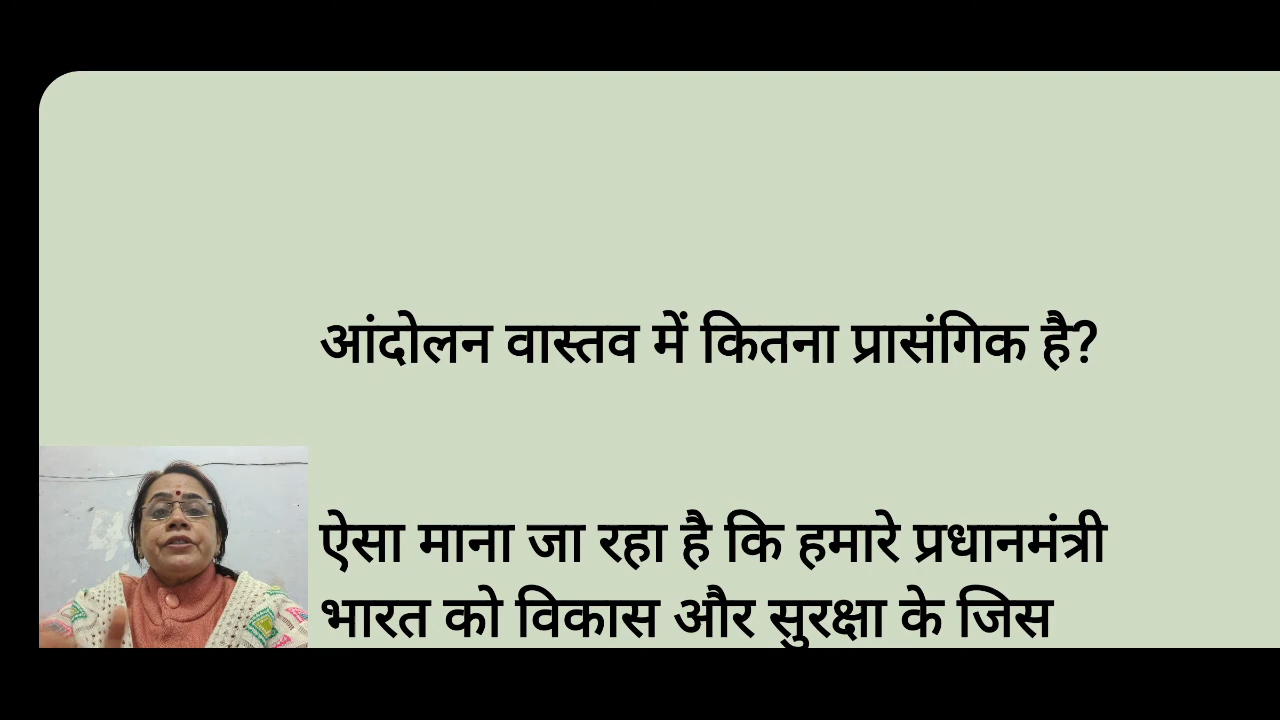 आंदोलन वास्तव में कितना प्रासंगिक है?
ऐसा माना जा रहा है कि हमारे प्रधानमंत्री
भारत को विकास और सुरक्षा के जिस